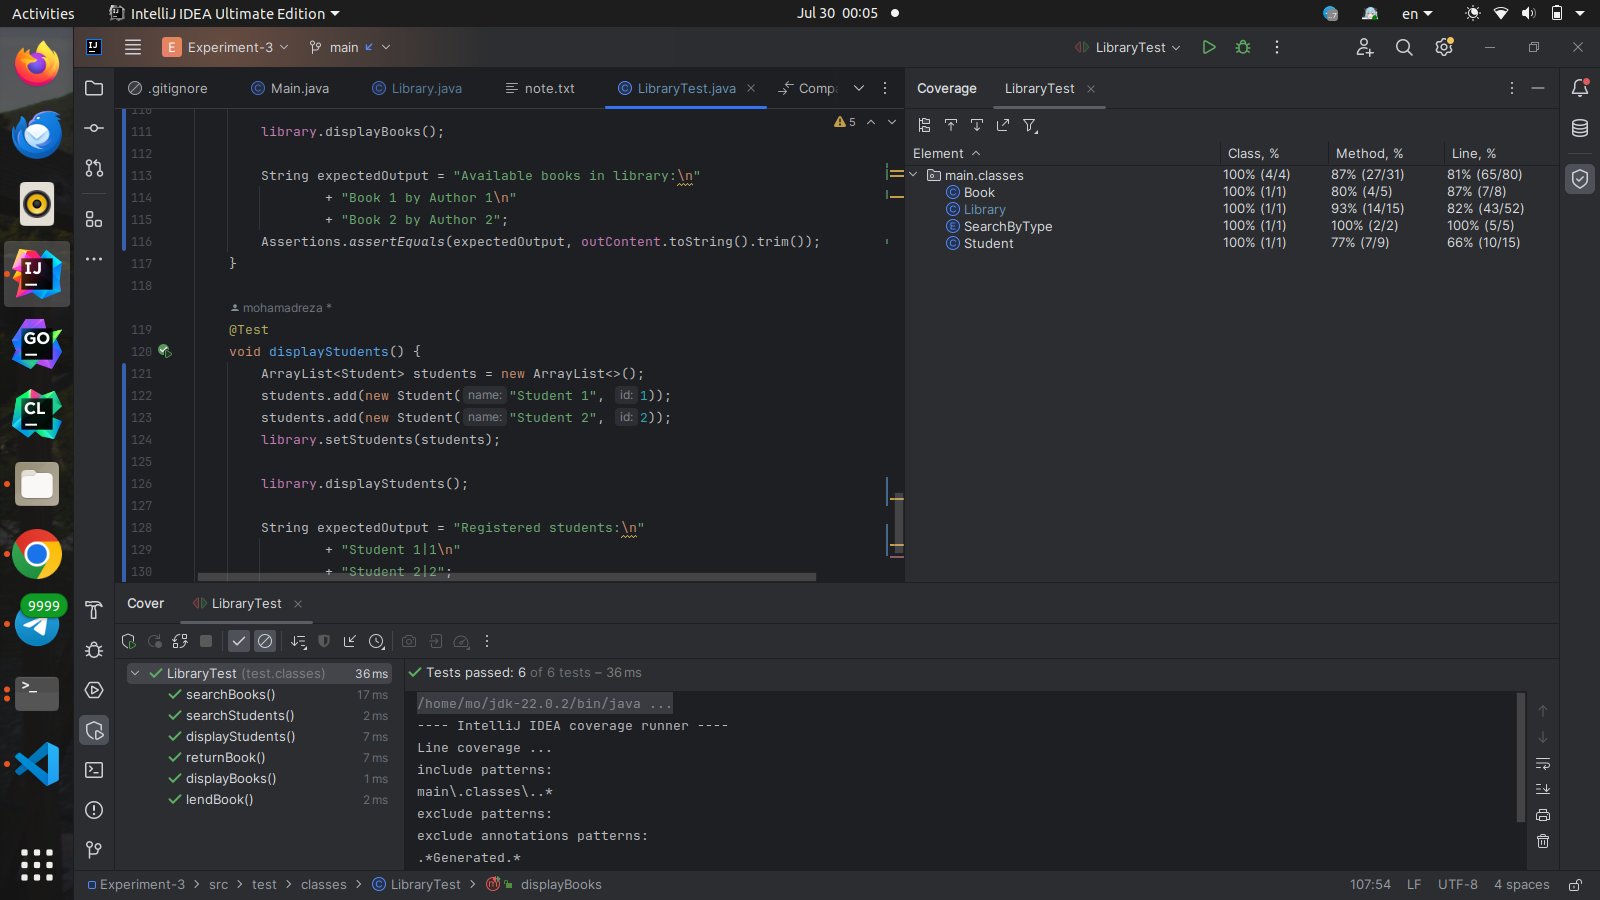 Activities
IntelliJ IDEA Ultimate Edition
Jul 30 00:05
en
E
Experiment-3
main
LibraryTest
.gitignore
Main.java
Library.java
note.txt
LibraryTest.java
Comp
110
111 library.displayBooks();
5
112
113 String expectedOutput = "Available books in library:\n"
114 + "Book 1 by Author 1\n"
115 + "Book 2 by Author 2";
116 Assertions.assertEquals(expectedOutput, outContent.toString().trim());
117 }
118
mohamadreza *
119 @Test
120 void displayStudents() {
121 ArrayList<Student> students = new ArrayList<>();
122 students.add(new Student( name: "Student 1", id: 1));
123 students.add(new Student( name: "Student 2", id: 2));
124 library.setStudents(students);
125
126 library.displayStudents();
127
128 String expectedOutput = "Registered students:\n"
129 + "Student 1|1\n"
130 + "Student 2|2";
Coverage
LibraryTest
Element Class, % Method, % Line, %
main.classes 100% (4/4) 87% (27/31) 81% (65/80)
Book 100% (1/1) 80% (4/5) 87% (7/8)
Library 100% (1/1) 93% (14/15) 82% (43/52)
SearchByType 100% (1/1) 100% (2/2) 100% (5/5)
Student 100% (1/1) 77% (7/9) 66% (10/15)
Cover
LibraryTest
LibraryTest (test.classes) 36 ms
searchBooks() 17 ms
searchStudents() 2 ms
displayStudents() 7 ms
returnBook() 7 ms
displayBooks() 1 ms
lendBook() 2 ms
Tests passed: 6 of 6 tests – 36 ms
/home/mo/jdk-22.0.2/bin/java ...
---- IntelliJ IDEA coverage runner ----
Line coverage ...
include patterns:
main\.classes\..*
exclude patterns:
exclude annotations patterns:
.*Generated.*
Experiment-3 > src > test > classes > LibraryTest > displayBooks
107:54 LF UTF-8 4 spaces
IJ
IJ
GO
CL
9999